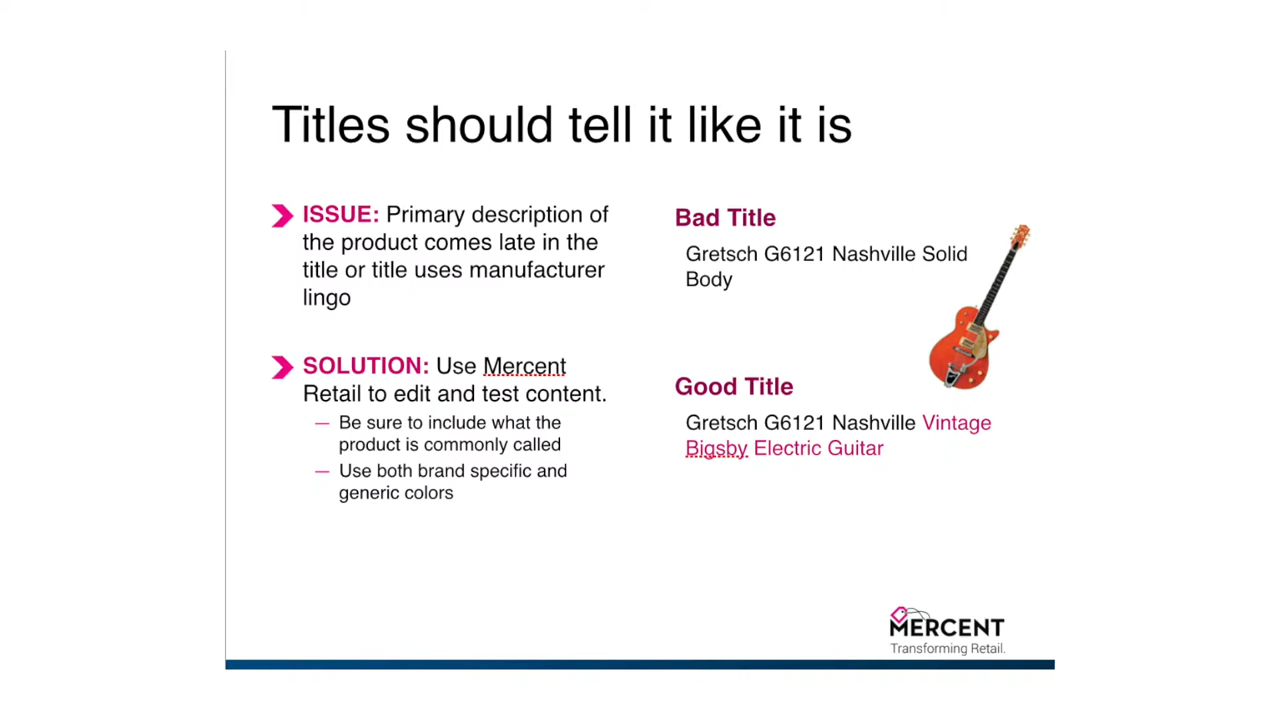 Titles should tell it like it is
ISSUE: Primary description of
the product comes late in the
title or title uses manufacturer
lingo
SOLUTION: Use Mercent
Retail to edit and test content.
— Be sure to include what the
product is commonly called
— Use both brand specific and
generic colors
Bad Title
Gretsch G6121 Nashville Solid
Body
Good Title
Gretsch G6121 Nashville Vintage
Bigsby Electric Guitar
MERCENT
Transforming Retail.